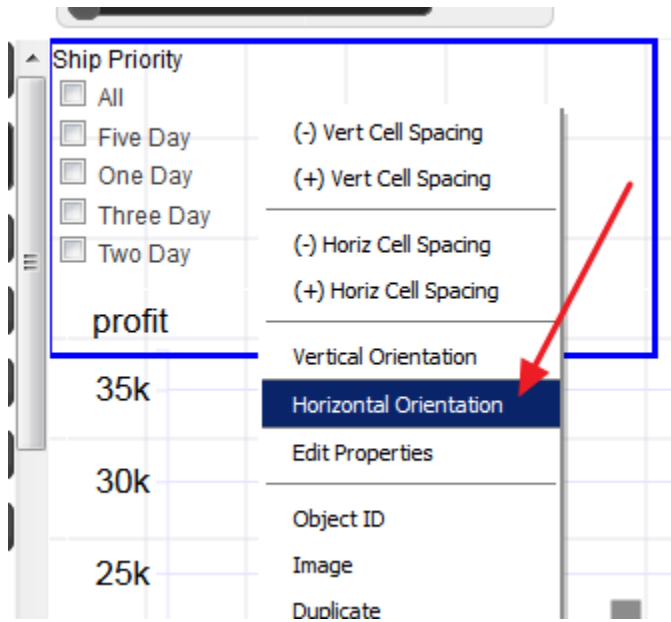 Ship Priority
All
Five Day
One Day
Three Day
Two Day
profit
35k
30k
25k
(-) Vert Cell Spacing
(+) Vert Cell Spacing
(-) Horiz Cell Spacing
(+) Horiz Cell Spacing
Vertical Orientation
Horizontal Orientation
Edit Properties
Object ID
Image
Duplicate